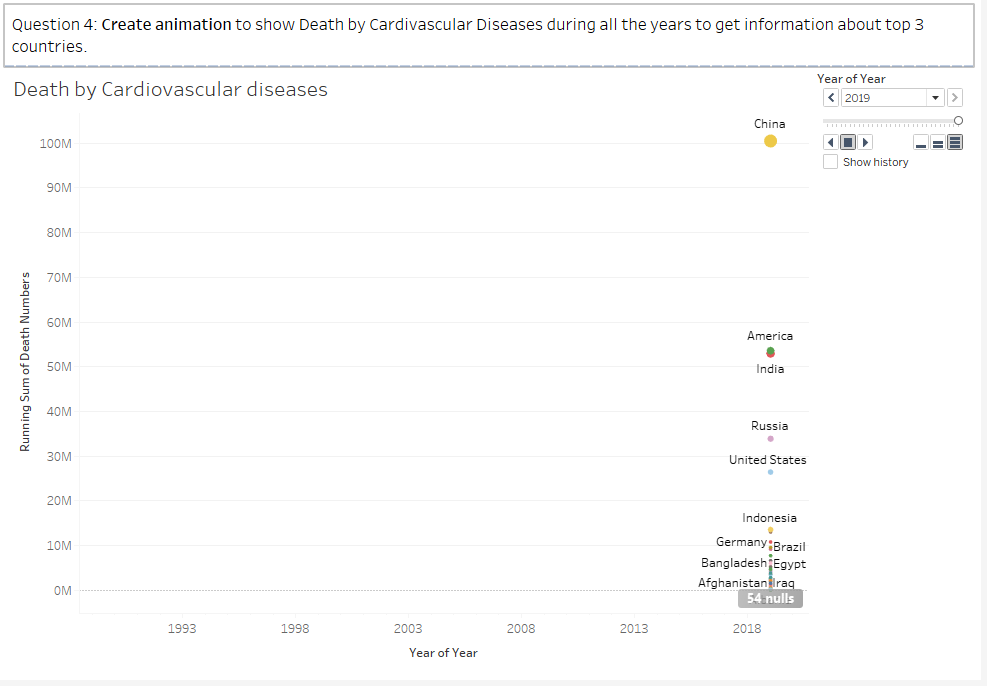 Question 4: Create animation to show Death by Cardivascular Diseases during all the years to get information about top 3
countries.
Death by Cardiovascular diseases
Year of Year
2019
Show history
China
100M
90M
80M
70M
60M
50M
40M
30M
20M
10M
0M
Running Sum of Death Numbers
America
India
Russia
United States
Indonesia
Germany
Brazil
Bangladesh
Egypt
Afghanistan
Iraq
54 nulls
1993
1998
2003
2008
2013
2018
Year of Year